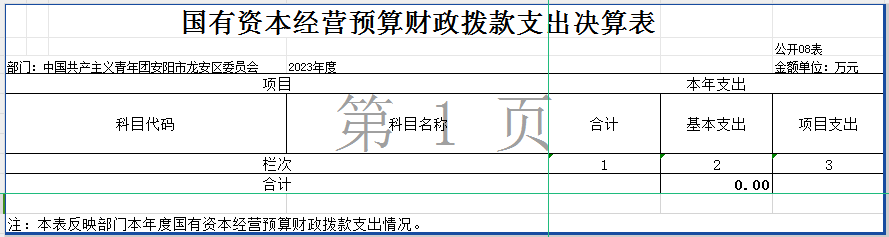 国有资本经营预算财政拨款支出决算表
公开08表
部门：中国共产主义青年团安阳市龙安区委员会 2023年度 金额单位：万元
项目 本年支出
科目代码 科目名称 合计 基本支出 项目支出
第 1 页
栏次 1 2 3
合计 0.00
注：本表反映部门本年度国有资本经营预算财政拨款支出情况。